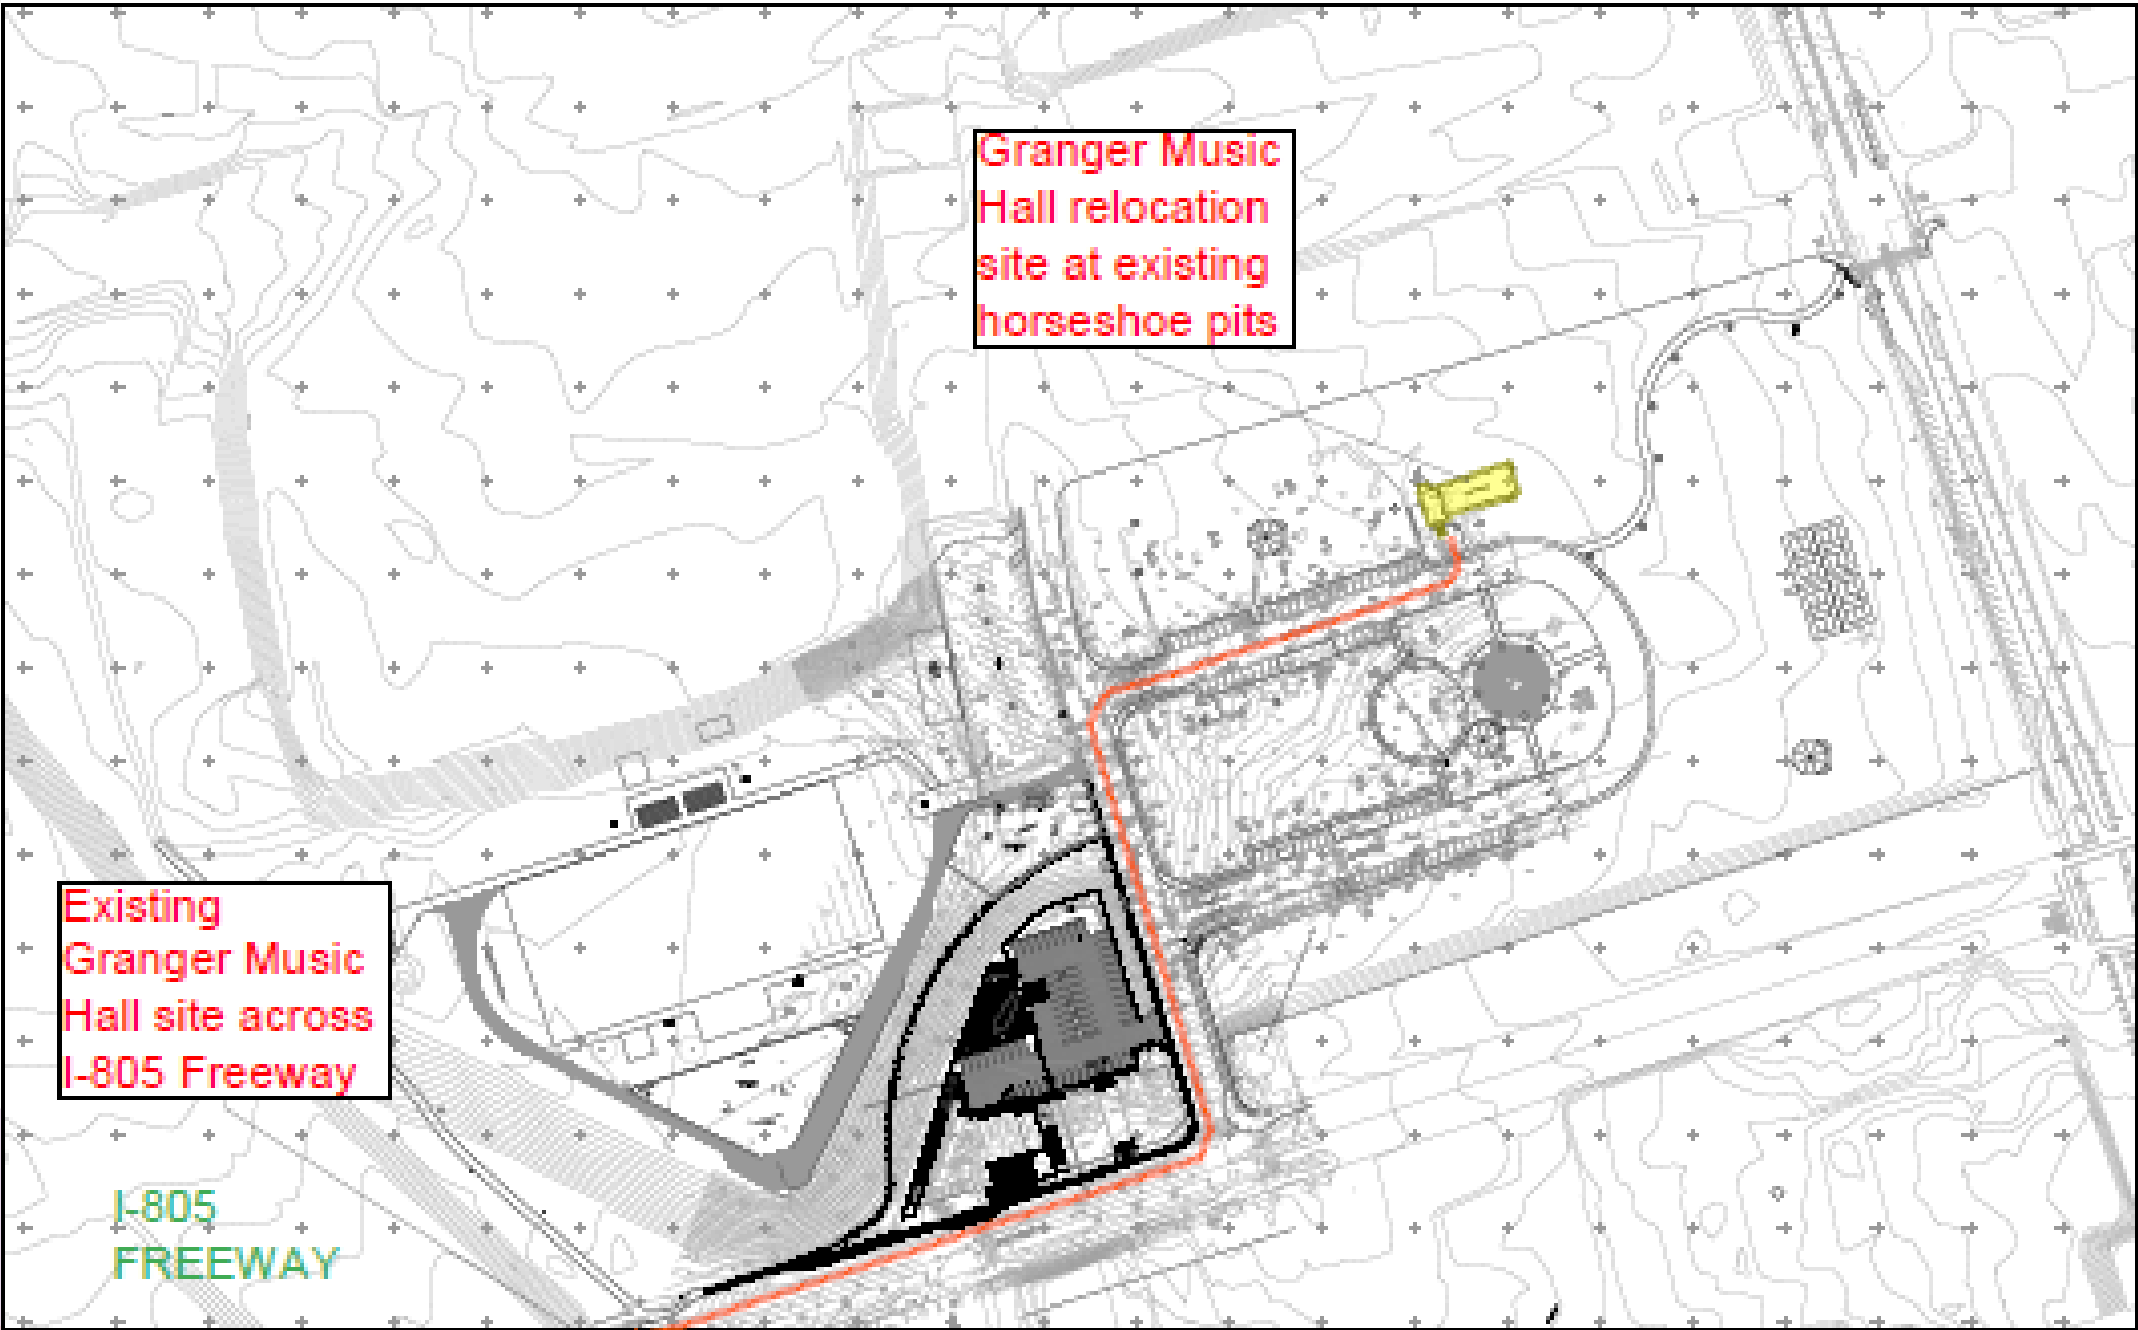 Granger Music
Hall relocation
site at existing
horseshoe pits
Existing
Granger Music
Hall site across
I-805 Freeway
I-805
FREEWAY